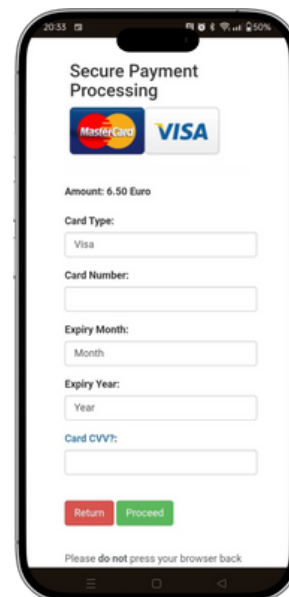 20:33
50%
Secure Payment
Processing
MasterCard VISA
Amount: 6.50 Euro
Card Type:
Visa
Card Number:
Expiry Month:
Month
Expiry Year:
Year
Card CVV?:
Return Proceed
Please do not press your browser back